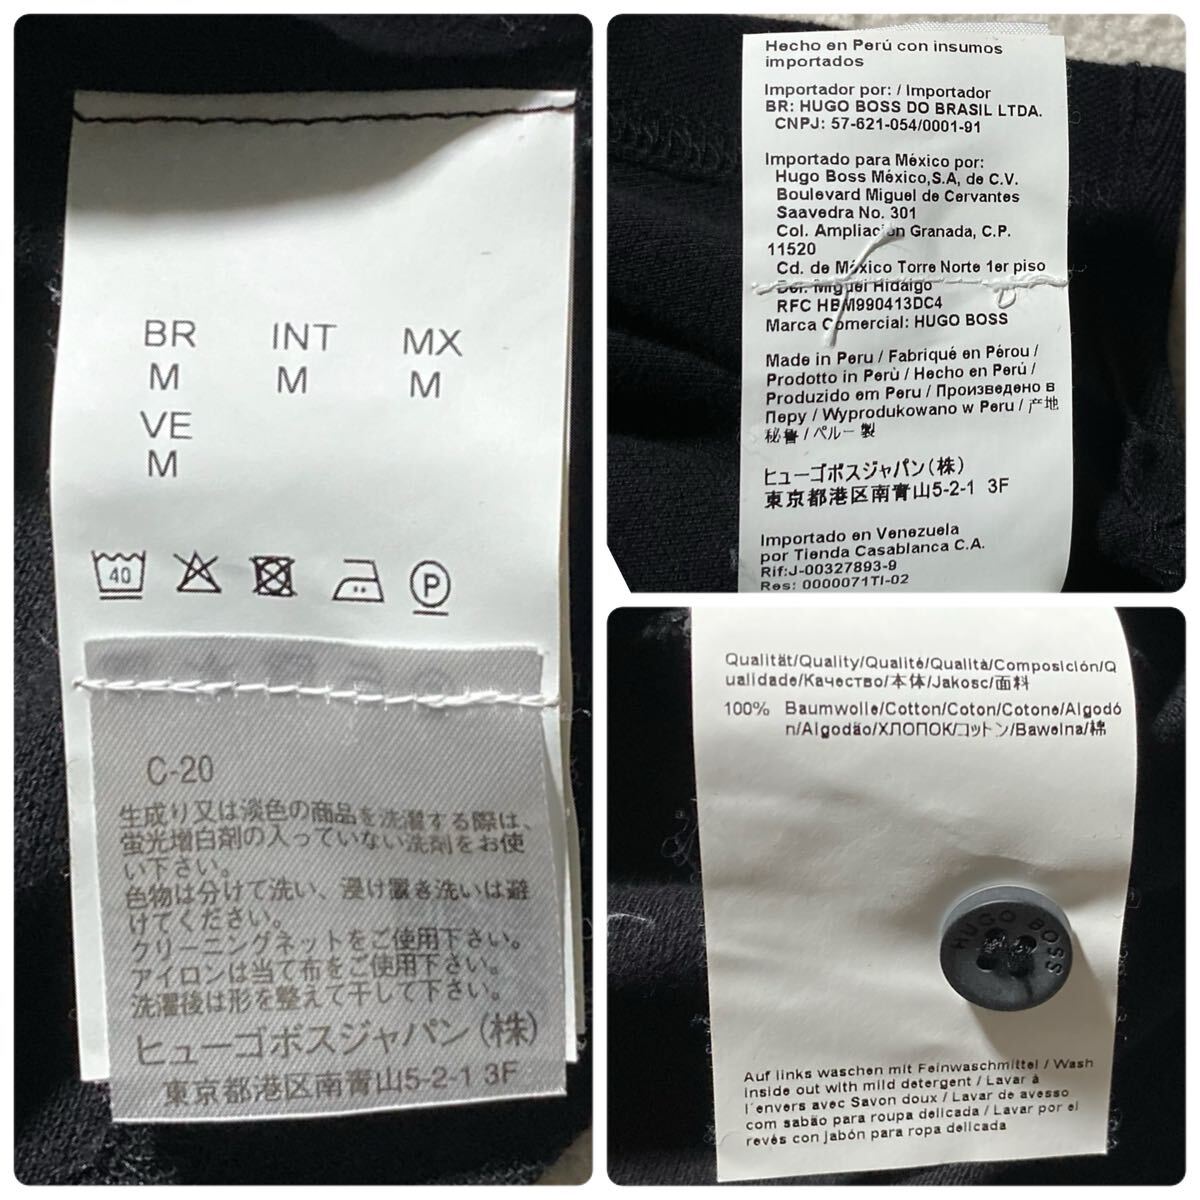 BR INT MX
M M M
VE
M
40
P
C-20
生成り又は淡色の商品を洗濯する際は、
蛍光増白剤の入っていない洗剤をお使
い下さい。
色物は分けて洗い、浸け置き洗いは避
けてください。
クリーニングネットをご使用下さい。
アイロンは当て布をご使用下さい。
洗濯後は形を整えて干して下さい。
ヒューゴボスジャパン(株)
東京都港区南青山5-2-1 3F
Hecho en Perú con insumos
importados
Importador por: / Importador
BR: HUGO BOSS DO BRASIL LTDA.
CNPJ: 57-621-054/0001-91
Importado para México por:
Hugo Boss México,S.A, de C.V.
Boulevard Miguel de Cervantes
Saavedra No. 301
Col. Ampliación Granada, C.P.
11520
Cd. de México Torre Norte 1er piso
Del. Miguel Hidalgo
RFC HBM990413DC4
Marca Comercial: HUGO BOSS
Made in Peru / Fabriqué en Pérou /
Prodotto in Perù / Hecho en Perú /
Produzido em Peru / Произведено в
Перу / Wyprodukowano w Peru / 产地
秘鲁 / ペルー製
ヒューゴボスジャパン(株)
東京都港区南青山5-2-1 3F
Importado en Venezuela
por Tienda Casablanca C.A.
Rif:J-00327893-9
Res: 0000071TI-02
Qualität/Quality/Qualité/Qualità/Composición/Q
ualidade/Качество/本体/Jakosc/面料
100% Baumwolle/Cotton/Coton/Cotone/Algodó
n/Algodão/ХЛОПОК/コットン/Bawelna/棉
HUGO BOSS
Auf links waschen mit Feinwaschmittel / Wash
inside out with mild detergent / Lavar à
l'envers avec Savon doux / Lavar de avesso
com sabão para roupa delicada / Lavar por el
revés con jabón para ropa delicada